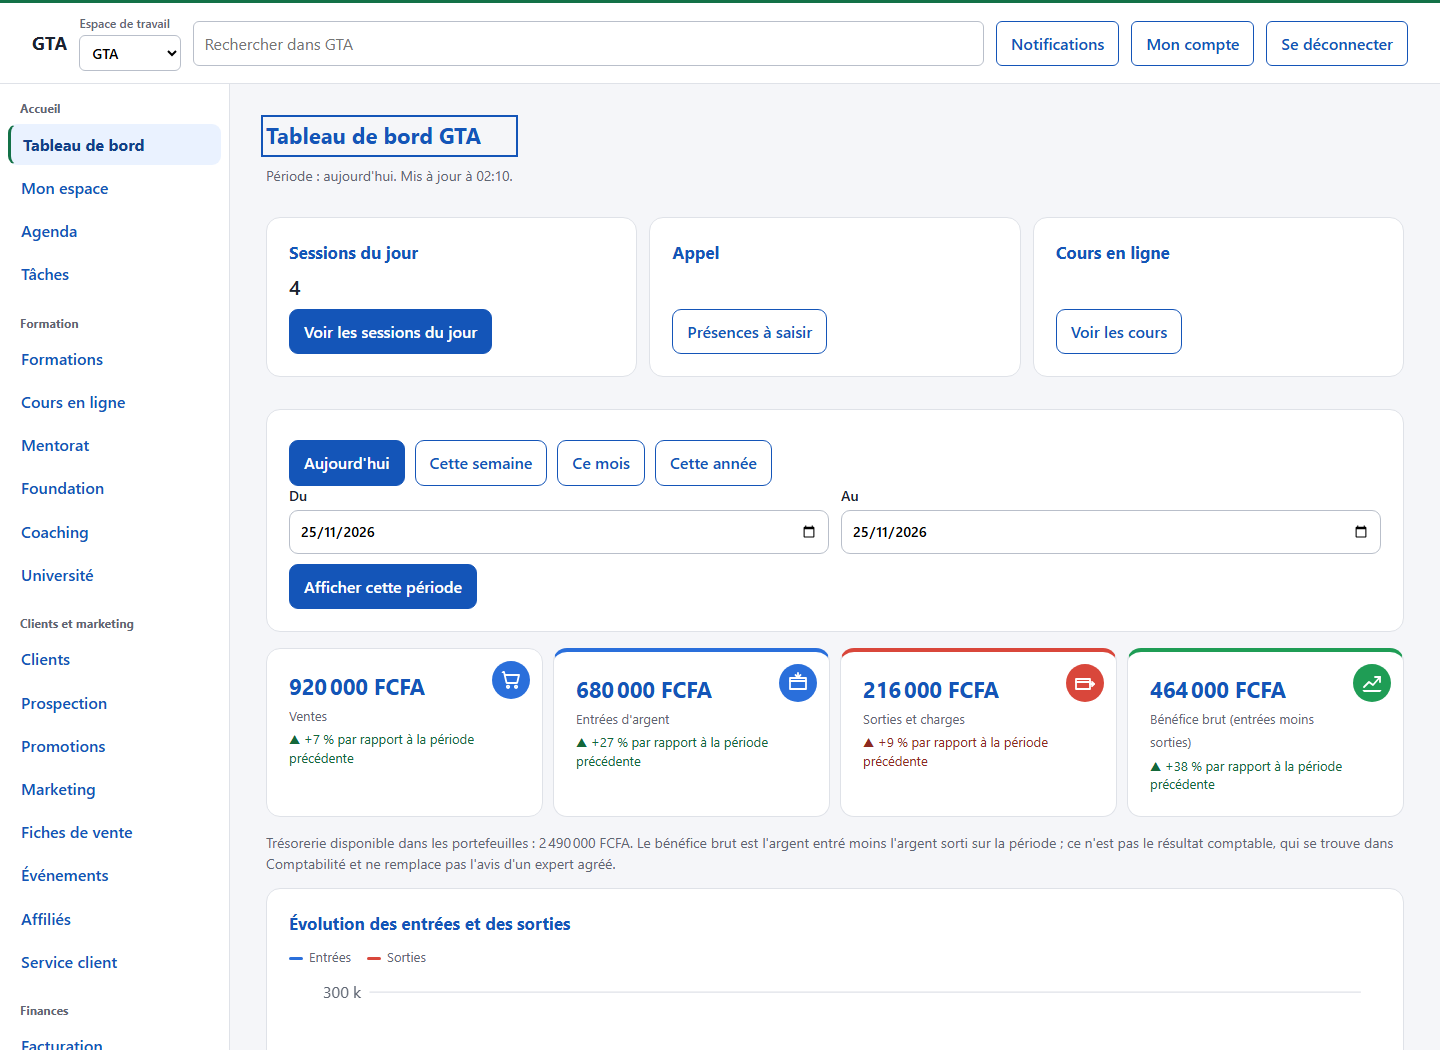 GTA
Espace de travail
GTA
Rechercher dans GTA
Notifications
Mon compte
Se déconnecter
Accueil
Tableau de bord
Mon espace
Agenda
Tâches
Formation
Formations
Cours en ligne
Mentorat
Foundation
Coaching
Université
Clients et marketing
Clients
Prospection
Promotions
Marketing
Fiches de vente
Événements
Affiliés
Service client
Finances
Facturation
Tableau de bord GTA
Période : aujourd'hui. Mis à jour à 02:10.
Sessions du jour
4
Voir les sessions du jour
Appel
Présences à saisir
Cours en ligne
Voir les cours
Aujourd'hui
Cette semaine
Ce mois
Cette année
Du
25/11/2026
Au
25/11/2026
Afficher cette période
920 000 FCFA
Ventes
▲ +7 % par rapport à la période
précédente
680 000 FCFA
Entrées d'argent
▲ +27 % par rapport à la période
précédente
216 000 FCFA
Sorties et charges
▲ +9 % par rapport à la période
précédente
464 000 FCFA
Bénéfice brut (entrées moins
sorties)
▲ +38 % par rapport à la période
précédente
Trésorerie disponible dans les portefeuilles : 2 490 000 FCFA. Le bénéfice brut est l'argent entré moins l'argent sorti sur la période ; ce n'est pas le résultat comptable, qui se trouve dans
Comptabilité et ne remplace pas l'avis d'un expert agréé.
Évolution des entrées et des sorties
Entrées
Sorties
300 k